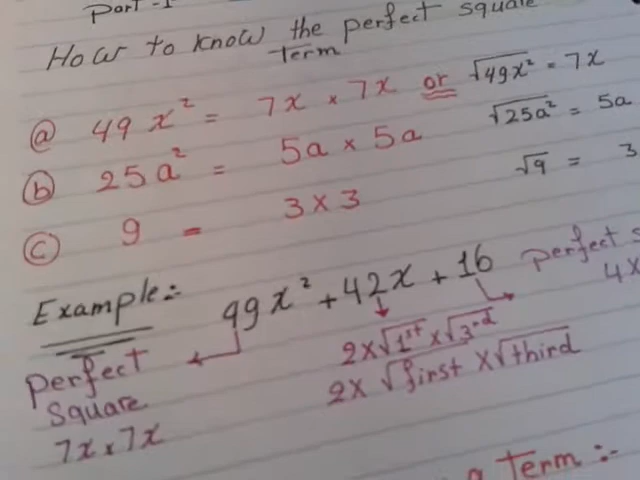 Part - I
How to know the perfect square
term
(a) 49x² = 7x × 7x or √49x² = 7x
(b) 25a² = 5a × 5a √25a² = 5a
(c) 9 = 3 × 3 √9 = 3
Example:- 49x² + 42x + 16 perfect s
4×
perfect 2×√1st × √3rd
square 2× √first × √third
7x × 7x
Term :-